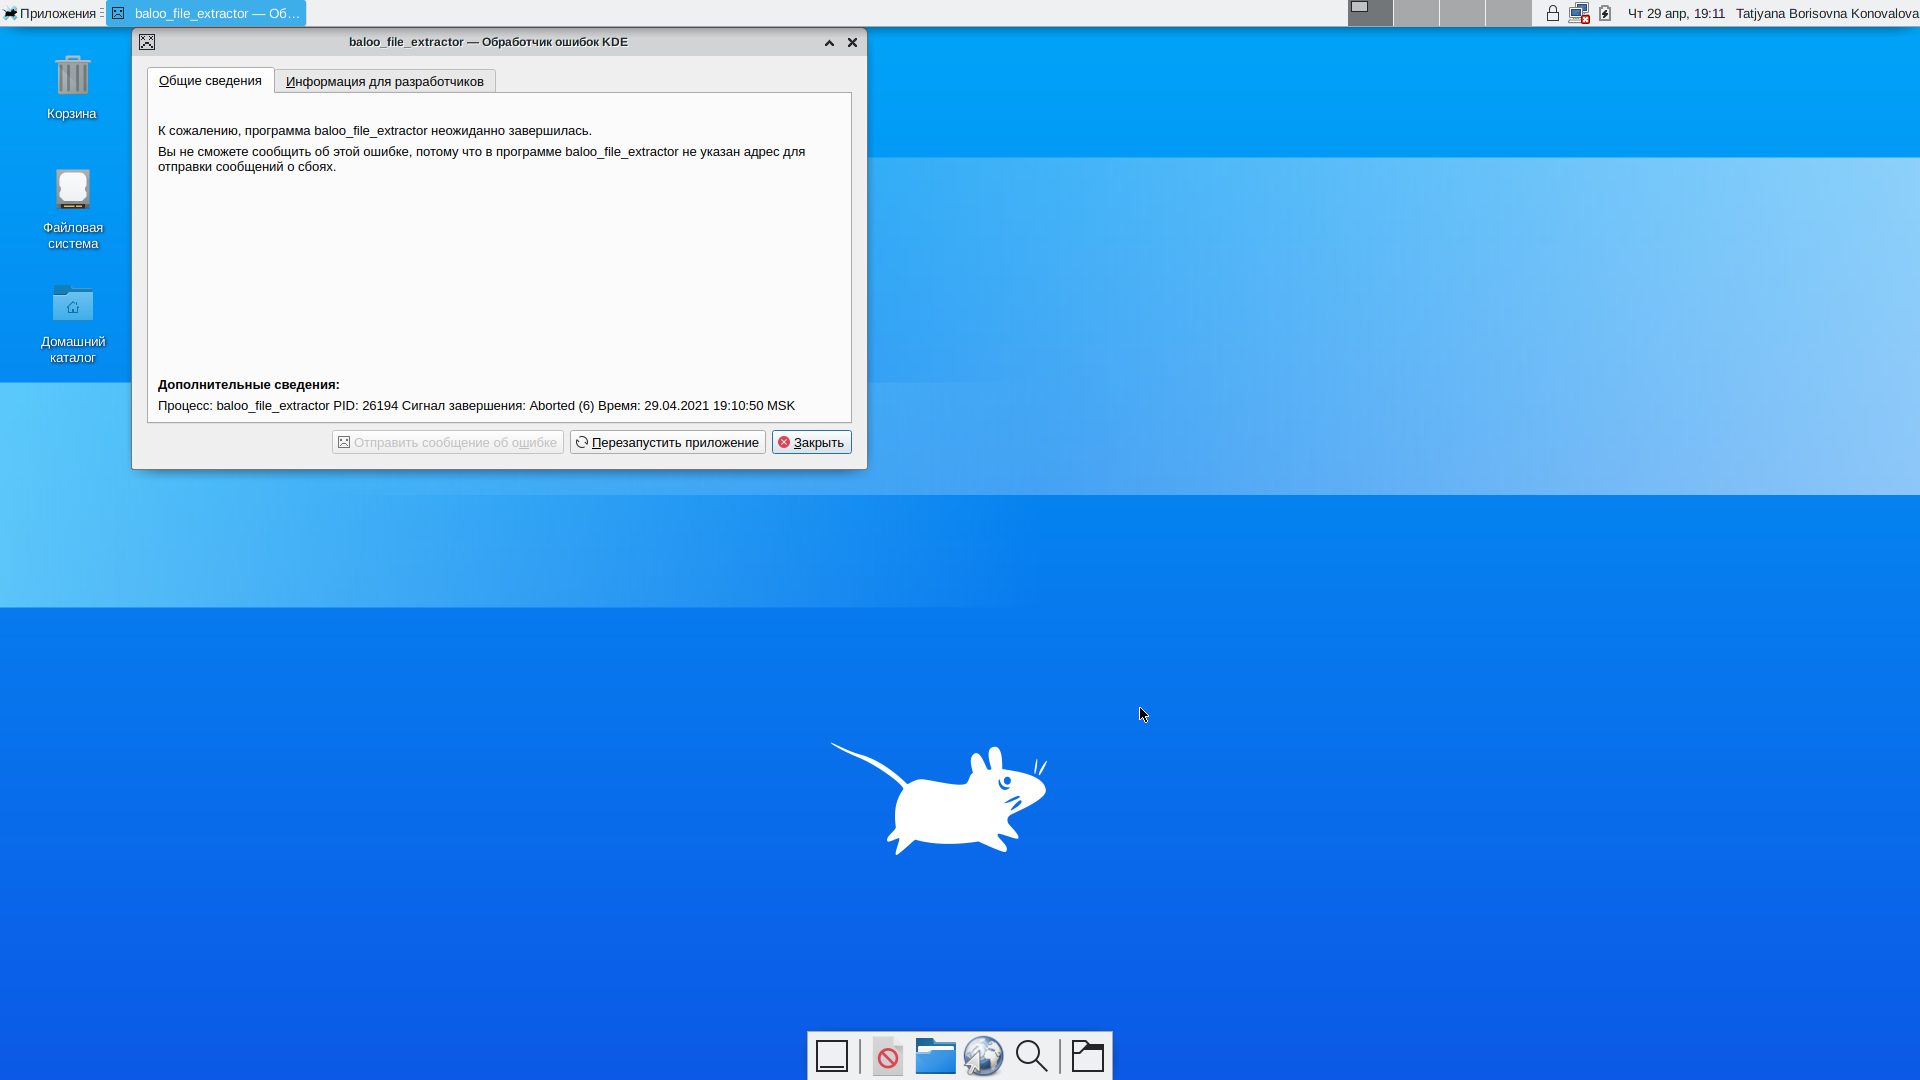 Приложения
baloo_file_extractor — Об...
Чт 29 апр, 19:11
Tatjyana Borisovna Konovalova
baloo_file_extractor — Обработчик ошибок KDE
Общие сведения
Информация для разработчиков
К сожалению, программа baloo_file_extractor неожиданно завершилась.
Вы не сможете сообщить об этой ошибке, потому что в программе baloo_file_extractor не указан адрес для
отправки сообщений о сбоях.
Дополнительные сведения:
Процесс: baloo_file_extractor PID: 26194 Сигнал завершения: Aborted (6) Время: 29.04.2021 19:10:50 MSK
Отправить сообщение об ошибке
Перезапустить приложение
Закрыть
Корзина
Файловая
система
Домашний
каталог